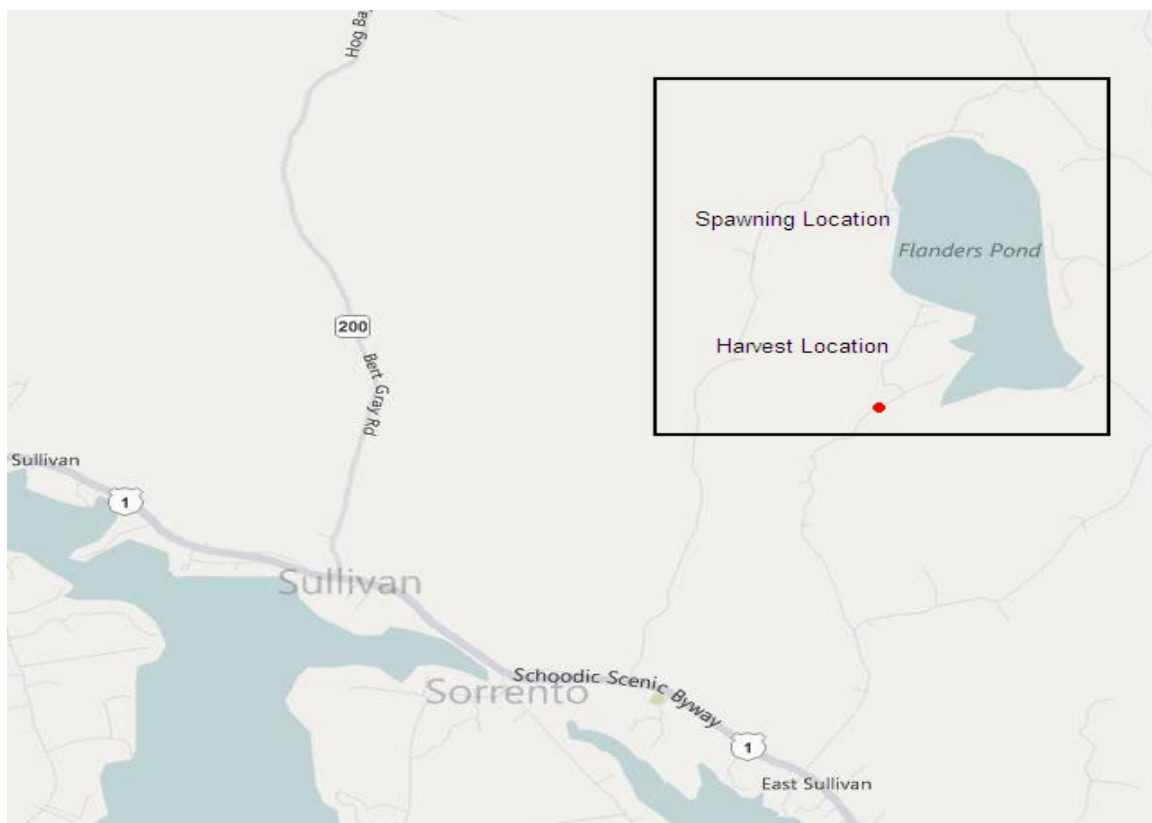 Hog Ba
Spawning Location
Flanders Pond
200
Harvest Location
Bert Gray Rd
Sullivan
1
Sullivan
Schoodic Scenic Byway
Sorrento
1
East Sullivan